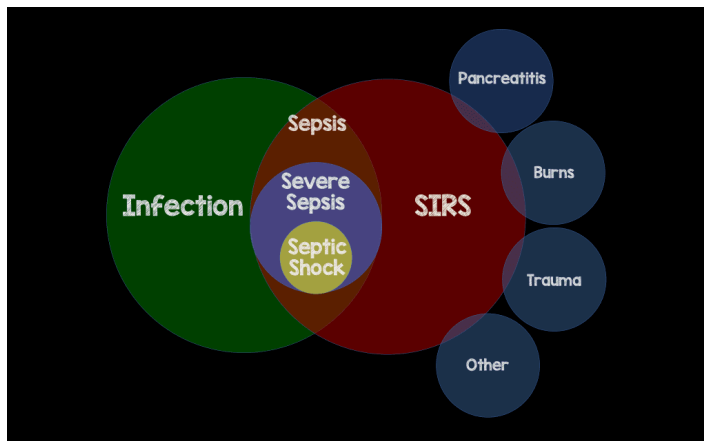 Pancreatitis
Sepsis
Burns
Severe
Sepsis
Infection
SIRS
Septic
Shock
Trauma
Other